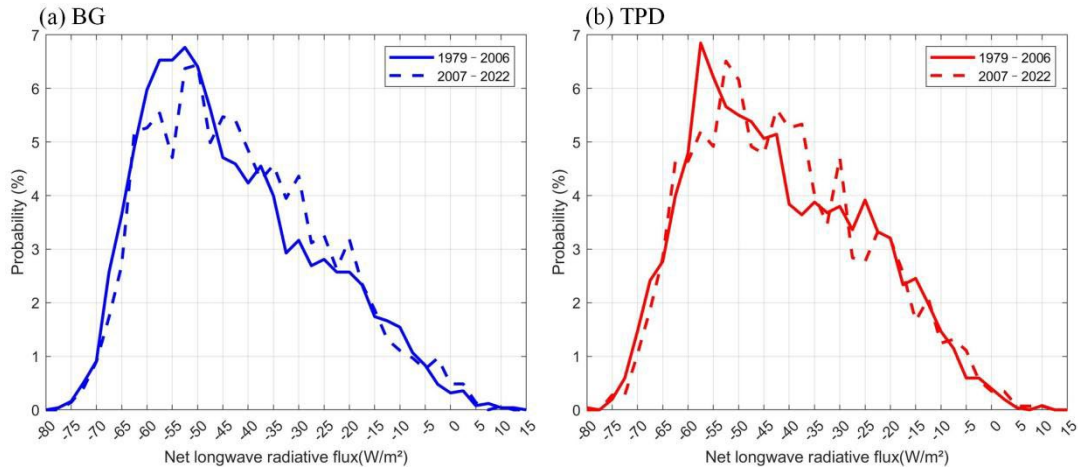 (a) BG
7
6
5
4
3
2
1
0
Probability (%)
1979–2006
2007–2022
-80 -75 -70 -65 -60 -55 -50 -45 -40 -35 -30 -25 -20 -15 -10 -5 0 5 10 15
Net longwave radiative flux(W/m²)
(b) TPD
7
6
5
4
3
2
1
0
Probability (%)
1979–2006
2007–2022
-80 -75 -70 -65 -60 -55 -50 -45 -40 -35 -30 -25 -20 -15 -10 -5 0 5 10 15
Net longwave radiative flux(W/m²)